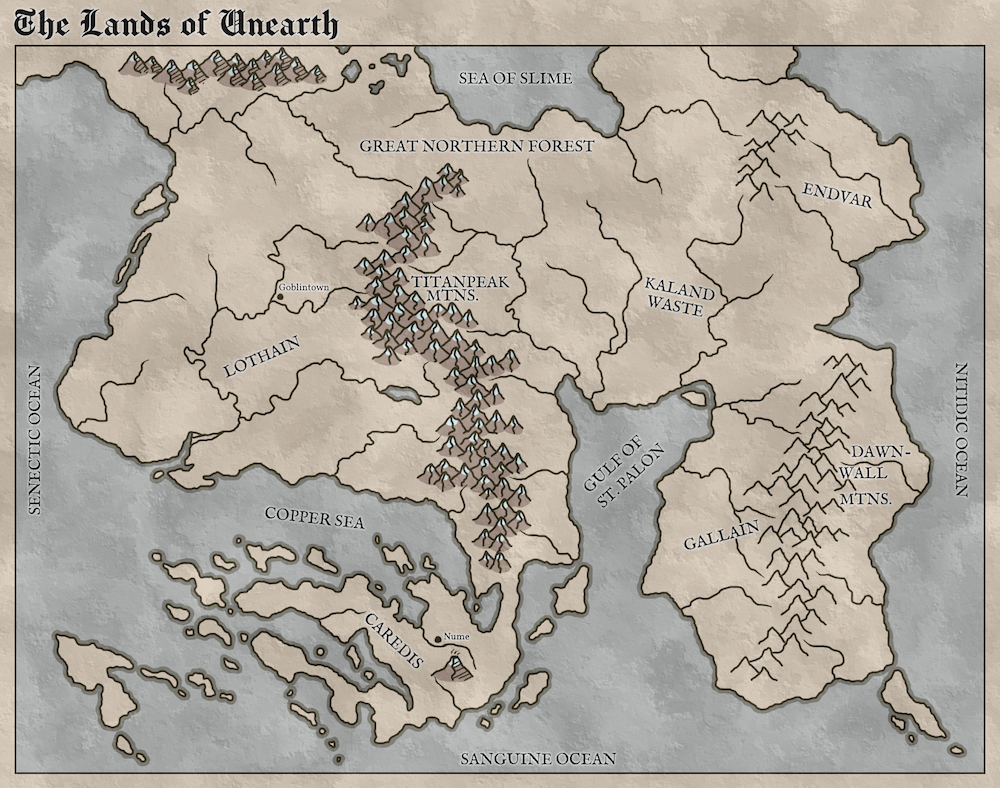 The Lands of Unearth
SEA OF SLIME
GREAT NORTHERN FOREST
ENDVAR
TITANPEAK
MTNS.
KALAND
WASTE
Goblintown
LOTHAIN
SENECTIC OCEAN
NITIDIC OCEAN
GULF OF
ST. PALON
DAWN-
WALL
MTNS.
COPPER SEA
GALLAIN
CAREDIS
Nume
SANGUINE OCEAN